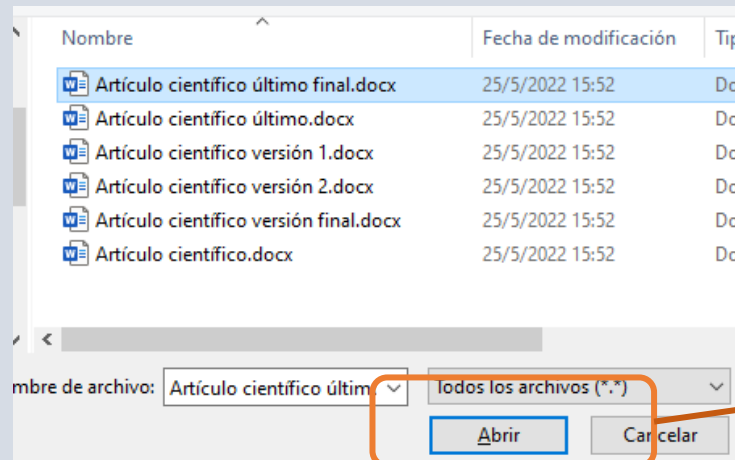 Nombre Fecha de modificación
Artículo científico último final.docx 25/5/2022 15:52
Artículo científico último.docx 25/5/2022 15:52
Artículo científico versión 1.docx 25/5/2022 15:52
Artículo científico versión 2.docx 25/5/2022 15:52
Artículo científico versión final.docx 25/5/2022 15:52
Artículo científico.docx 25/5/2022 15:52
mbre de archivo: Artículo científico últim Todos los archivos (*.*)
Abrir Cancelar